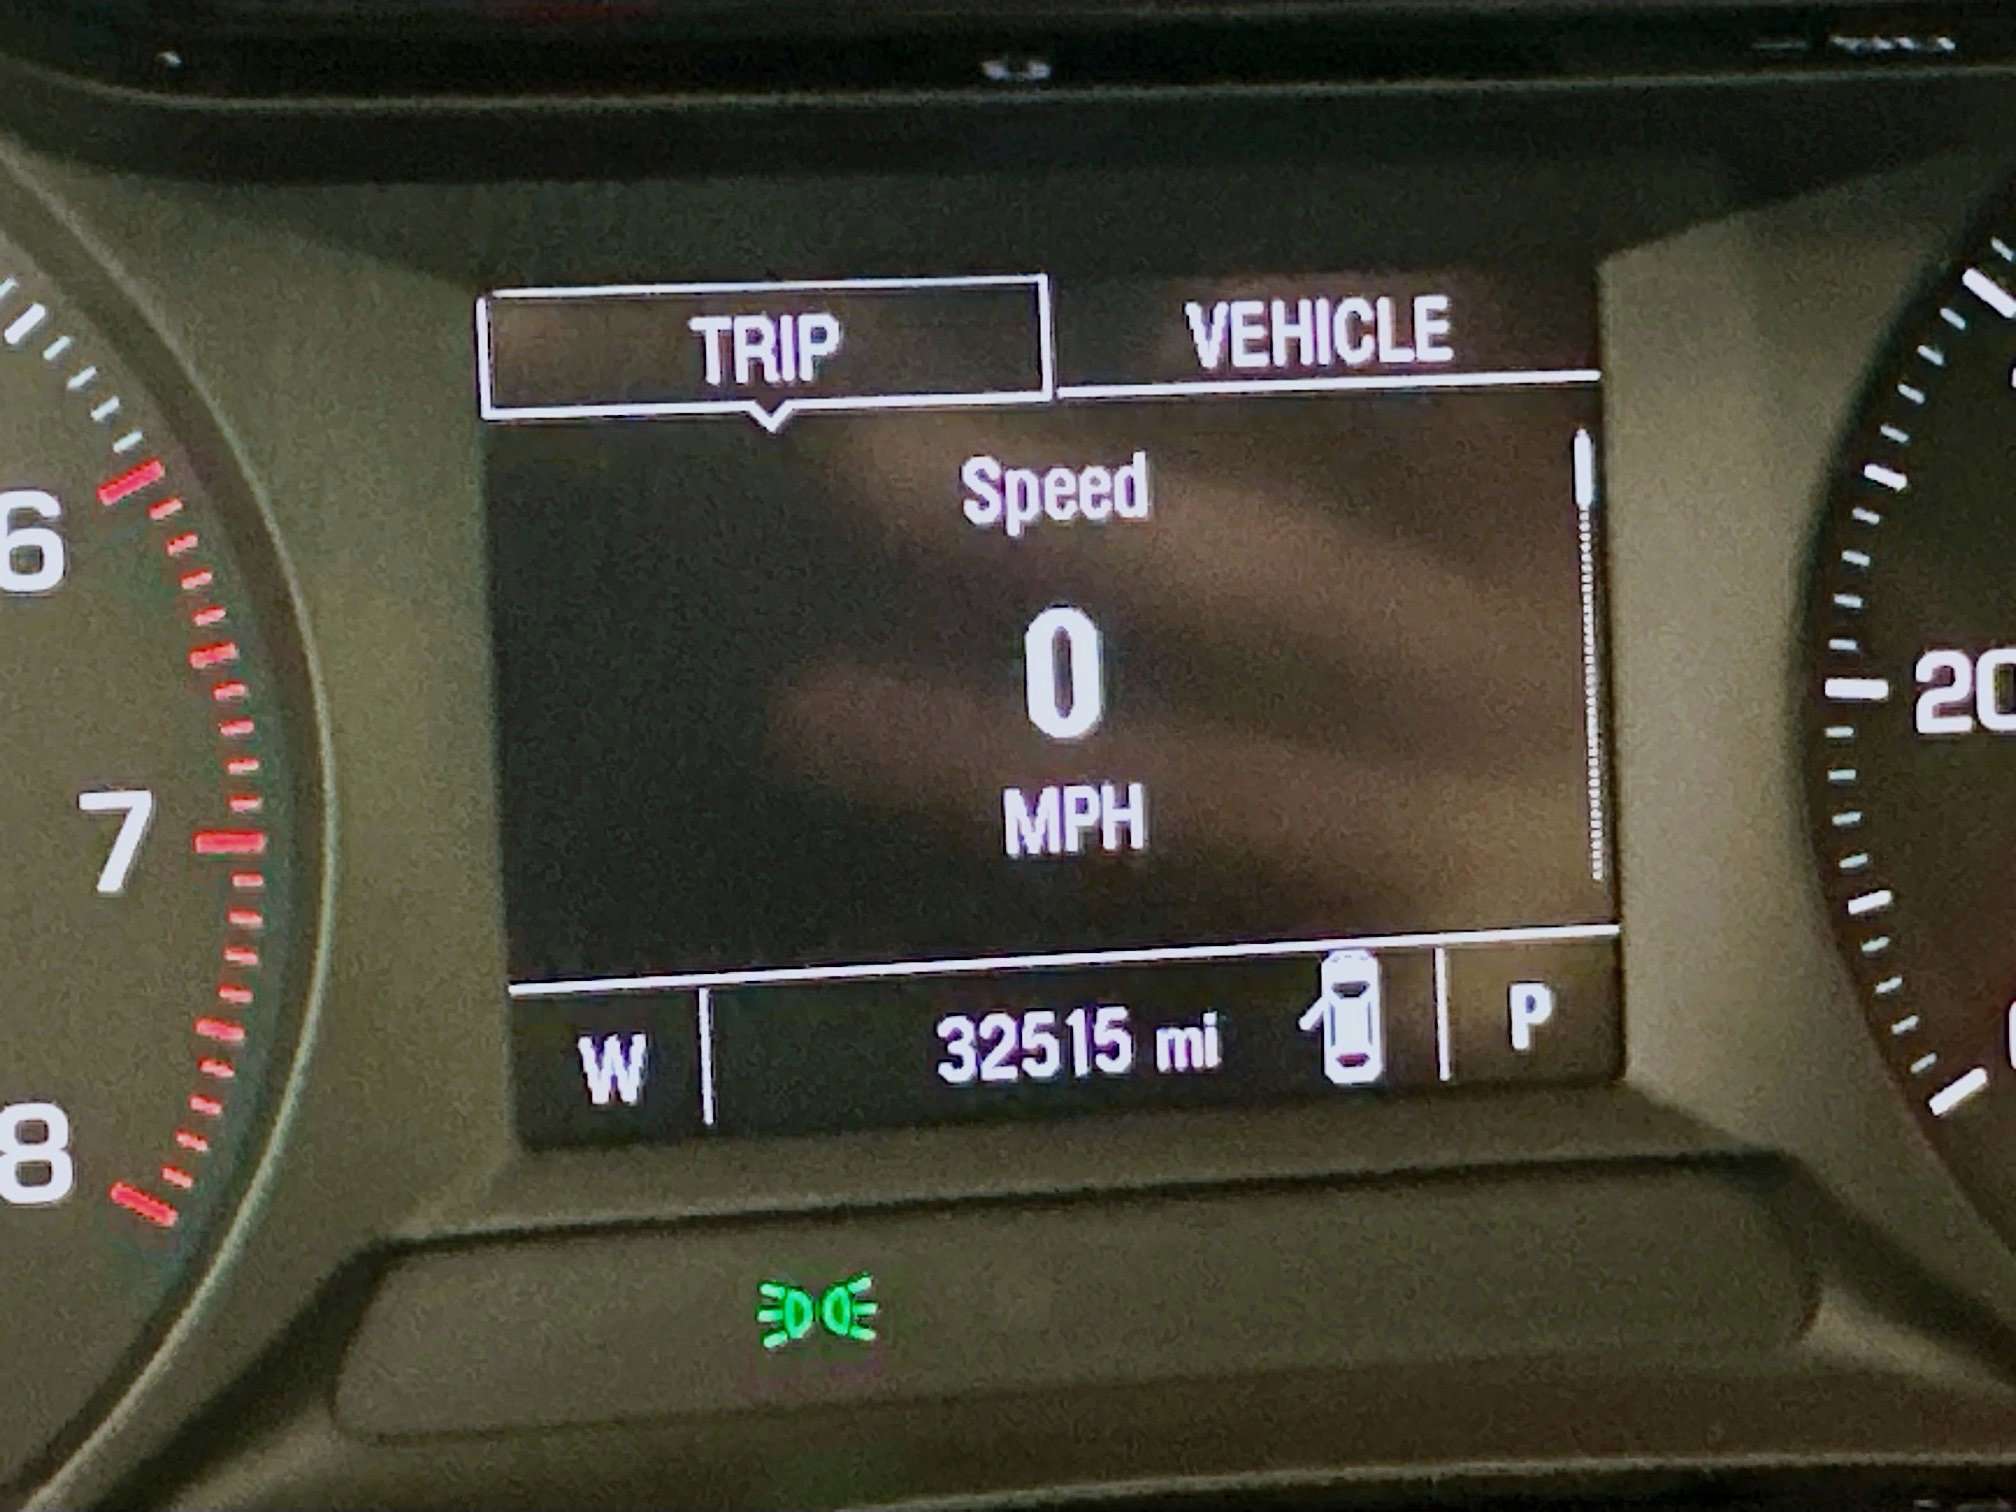 TRIP VEHICLE
Speed
6
20
0
7
MPH
W 32515 mi P
8